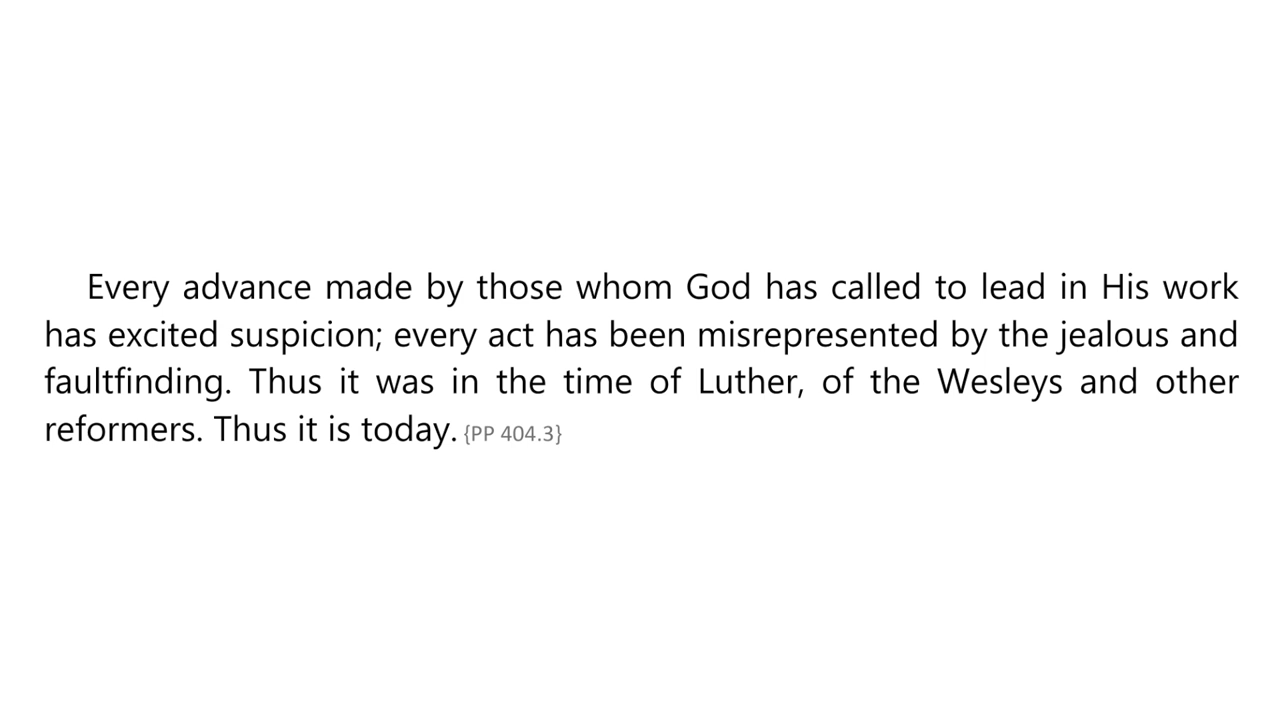 Every advance made by those whom God has called to lead in His work
has excited suspicion; every act has been misrepresented by the jealous and
faultfinding. Thus it was in the time of Luther, of the Wesleys and other
reformers. Thus it is today. {PP 404.3}